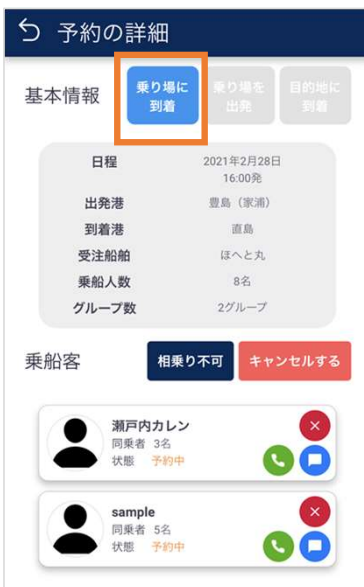 予約の詳細
基本情報
乗り場に
到着
乗り場を
出発
目的地に
到着
日程 2021年2月28日
16:00発
出発港 豊島（家浦）
到着港 直島
受注船舶 ほへと丸
乗船人数 8名
グループ数 2グループ
乗船客
相乗り不可
キャンセルする
瀬戸内カレン
同乗者 3名
状態 予約中
sample
同乗者 5名
状態 予約中